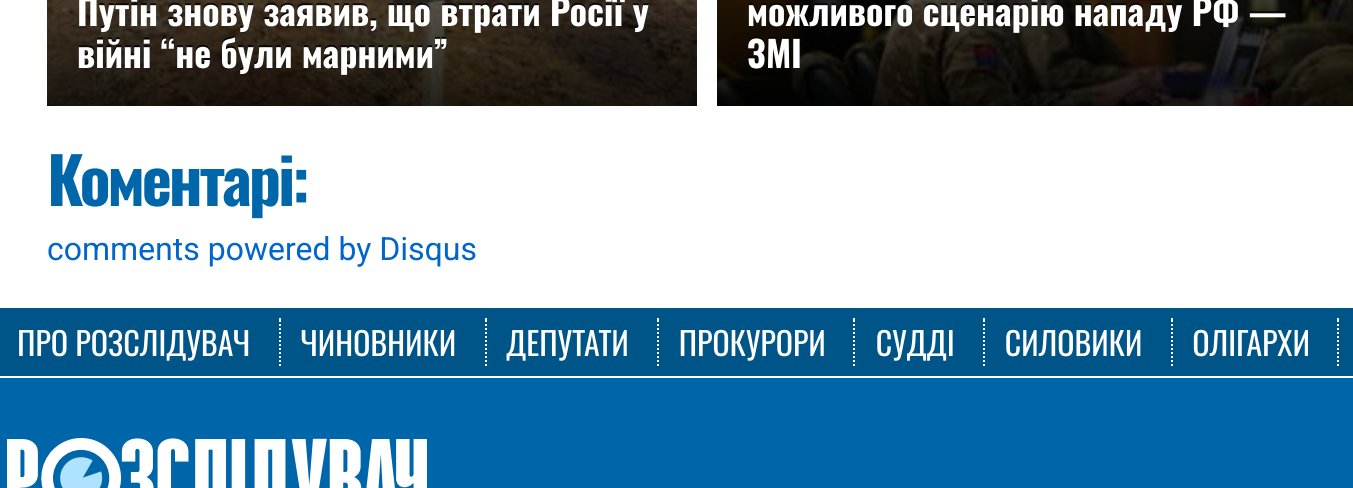 Путін знову заявив, що втрати Росії у
війні “не були марними”
можливого сценарію нападу РФ —
ЗМІ
Коментарі:
comments powered by Disqus
ПРО РОЗСЛІДУВАЧ
ЧИНОВНИКИ
ДЕПУТАТИ
ПРОКУРОРИ
СУДДІ
СИЛОВИКИ
ОЛІГАРХИ
РОЗСЛІДУВАЧ